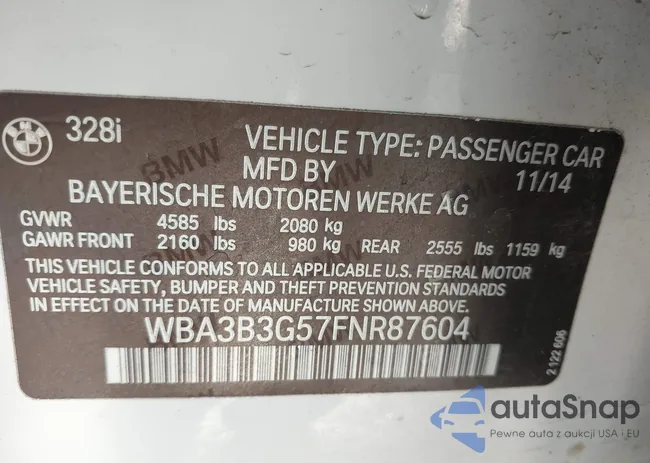 328i
VEHICLE TYPE: PASSENGER CAR
MFD BY 11/14
BAYERISCHE MOTOREN WERKE AG
GVWR 4585 lbs 2080 kg
GAWR FRONT 2160 lbs 980 kg REAR 2555 lbs 1159 kg
THIS VEHICLE CONFORMS TO ALL APPLICABLE U.S. FEDERAL MOTOR
VEHICLE SAFETY, BUMPER AND THEFT PREVENTION STANDARDS
IN EFFECT ON THE DATE OF MANUFACTURE SHOWN ABOVE.
WBA3B3G57FNR87604
2 122 606
BMW
BMW
BMW
autoSnap
Pewne auta z aukcji USA i EU